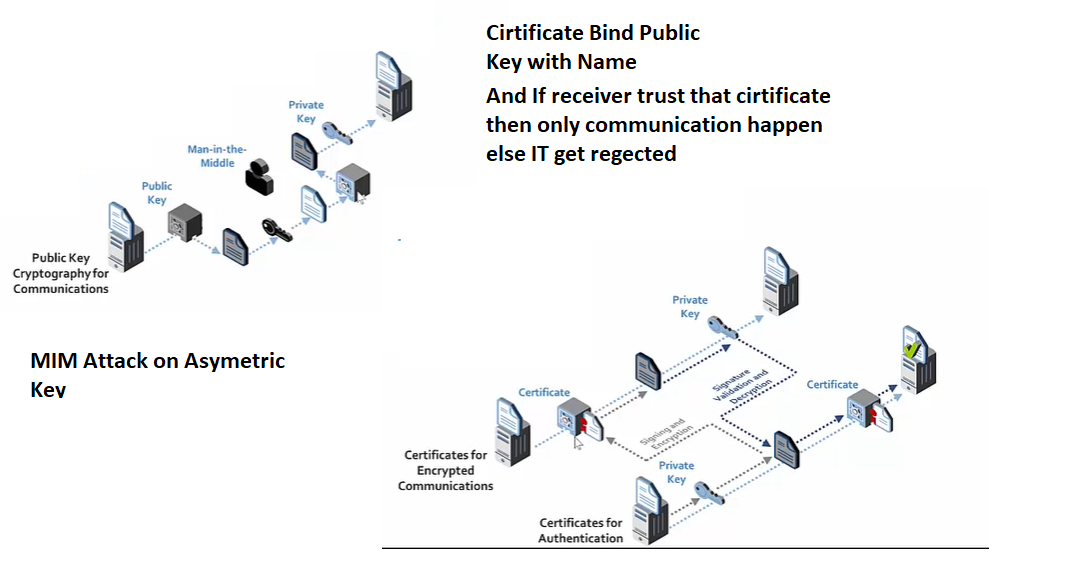 Cirtificate Bind Public
Key with Name
And If receiver trust that cirtificate
then only communication happen
else IT get regected
Private
Key
Man-in-the-
Middle
Public
Key
Public Key
Cryptography for
Communications
MIM Attack on Asymetric
Key
Private
Key
Signature
Validation and
Decryption
Certificate
Certificate
Signing and
Encryption
Certificates for
Encrypted
Communications
Private
Key
Certificates for
Authentication